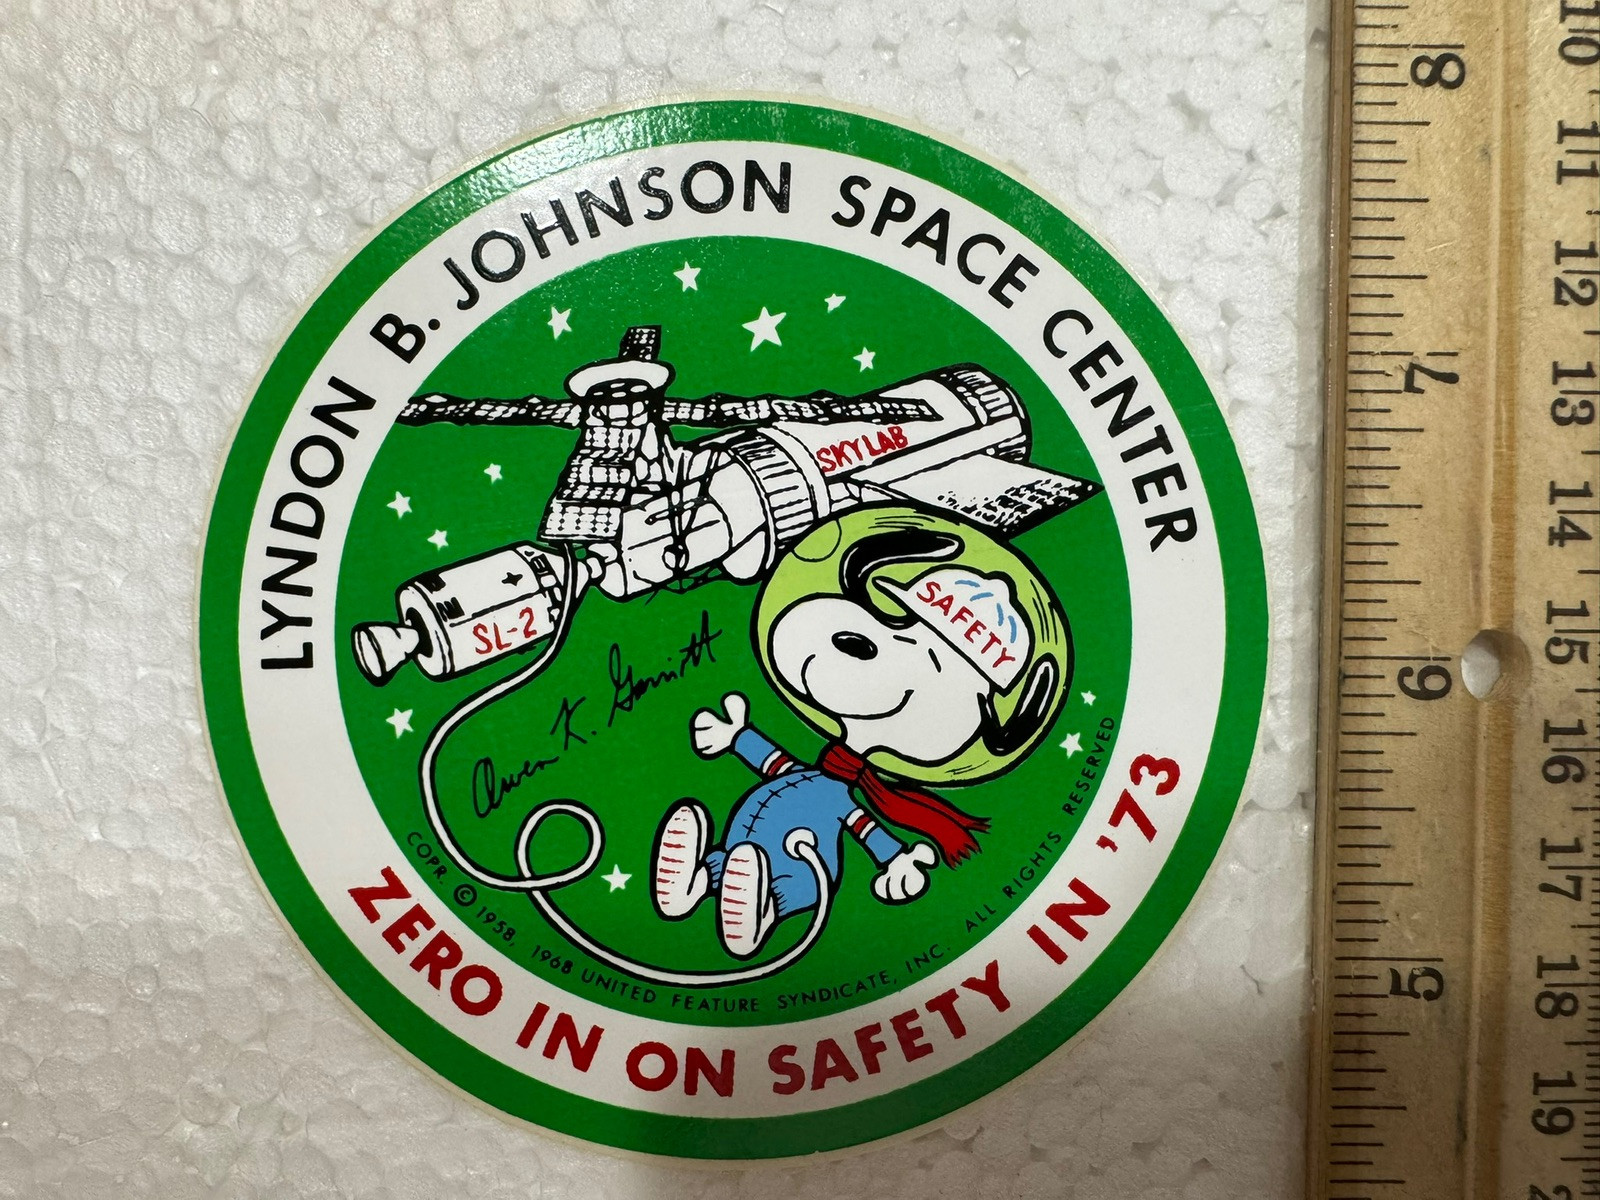 LYNDON B. JOHNSON SPACE CENTER
SKYLAB
SL-2
SAFETY
Owen K. Garriott
COPR. © 1958, 1968 UNITED FEATURE SYNDICATE, INC. ALL RIGHTS RESERVED
ZERO IN ON SAFETY IN '73
8
7
6
5
10
11
12
13
14
15
16
17
18
19